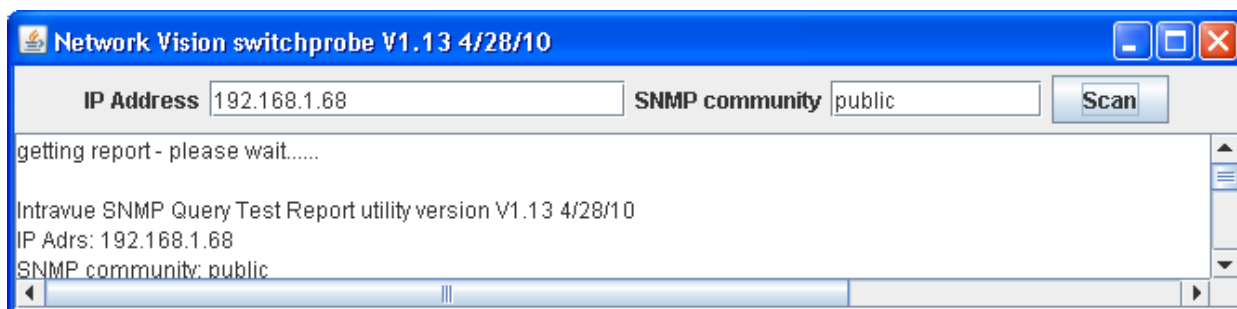 Network Vision switchprobe V1.13 4/28/10
IP Address 192.168.1.68 SNMP community public Scan
getting report - please wait......
Intravue SNMP Query Test Report utility version V1.13 4/28/10
IP Adrs: 192.168.1.68
SNMP community: public